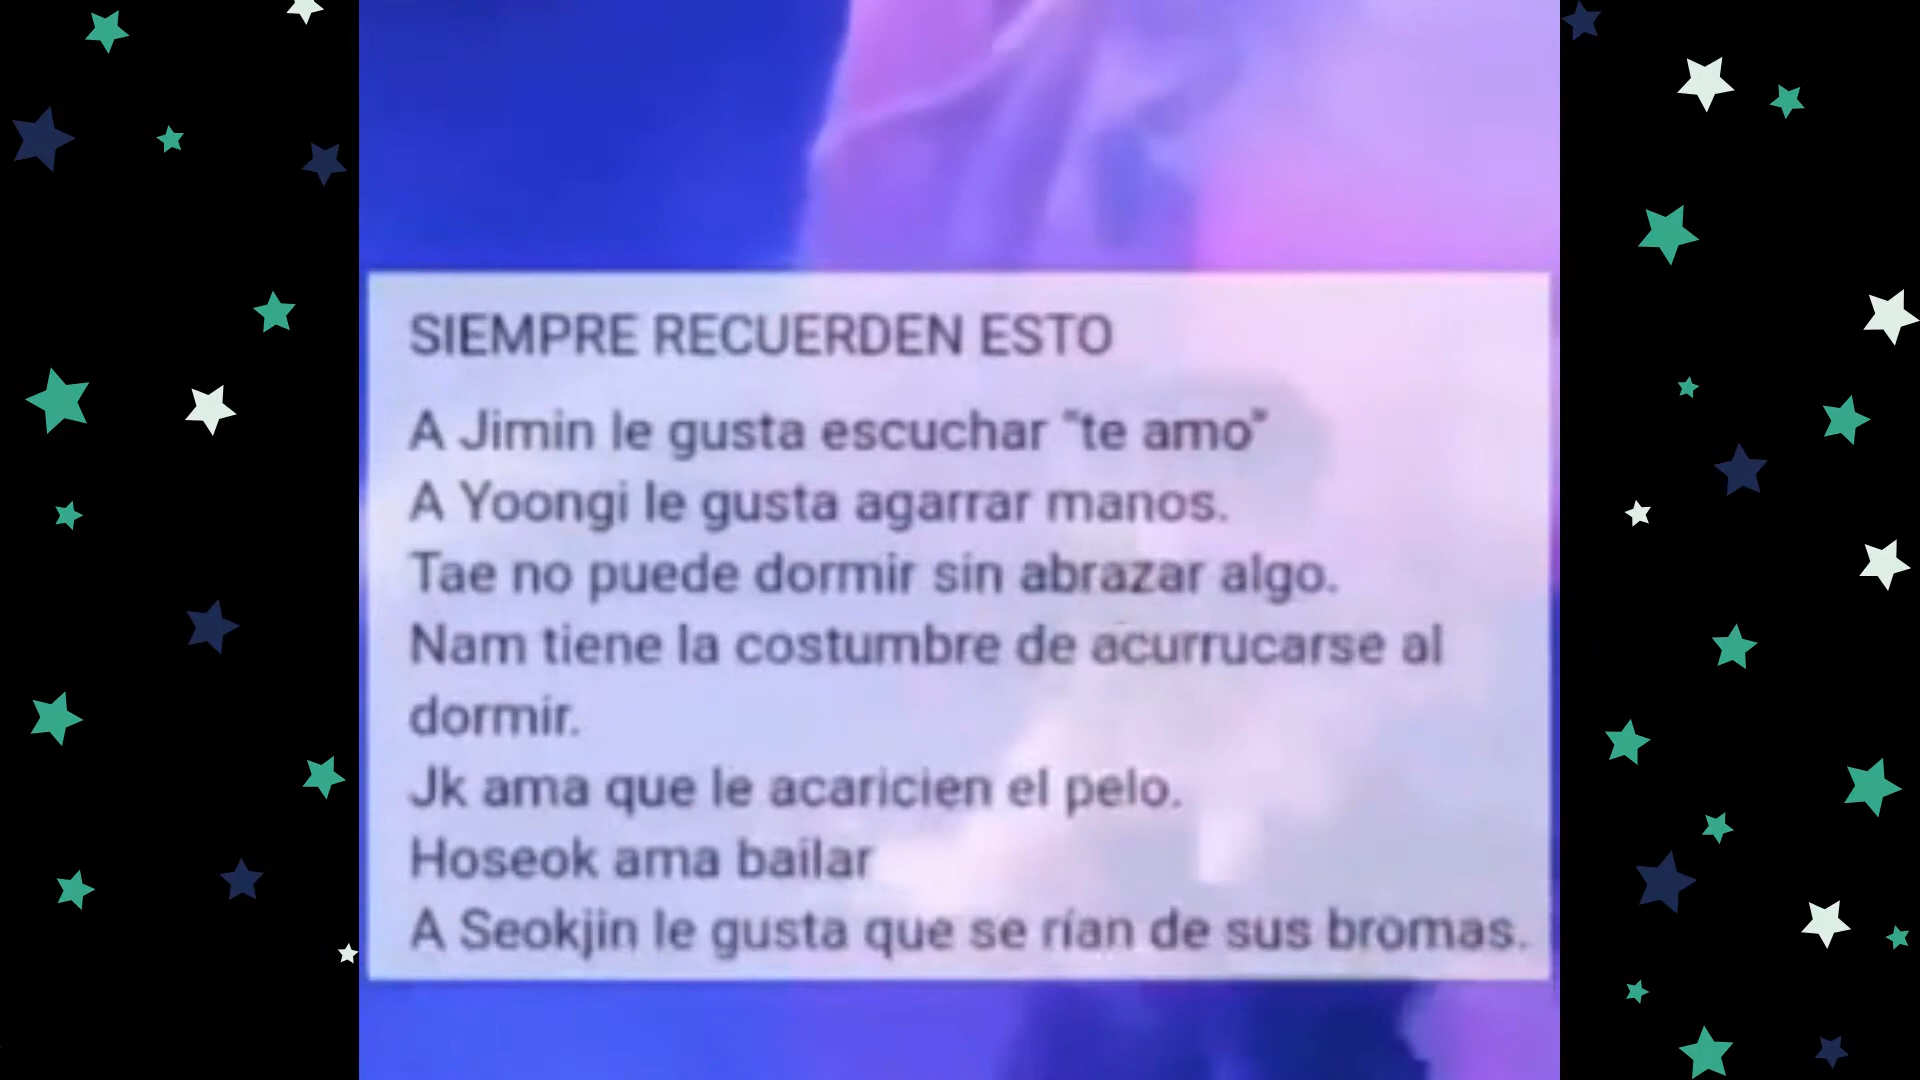 SIEMPRE RECUERDEN ESTO
A Jimin le gusta escuchar "te amo"
A Yoongi le gusta agarrar manos.
Tae no puede dormir sin abrazar algo.
Nam tiene la costumbre de acurrucarse al
dormir.
Jk ama que le acaricien el pelo.
Hoseok ama bailar
A Seokjin le gusta que se rían de sus bromas.